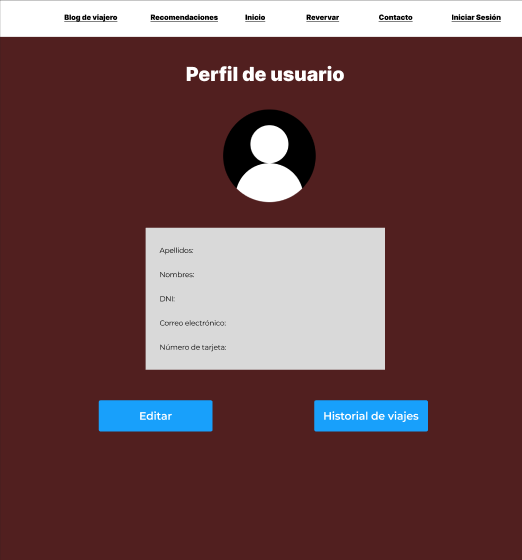 Blog de viajero Recomendaciones Inicio Revervar Contacto Iniciar Sesión
Perfil de usuario
Apellidos:
Nombres:
DNI:
Correo electrónico:
Número de tarjeta:
Editar Historial de viajes